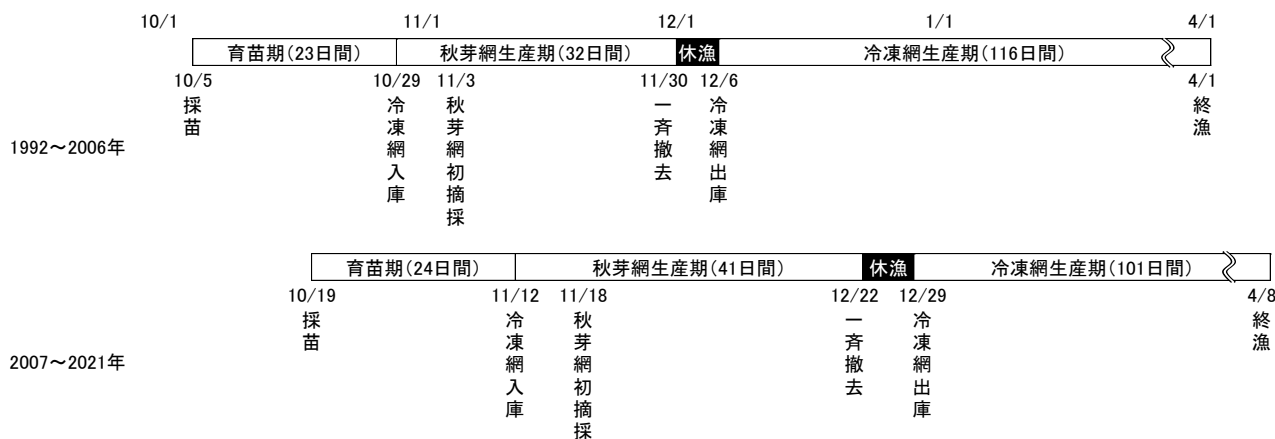 10/1 11/1 12/1 1/1 4/1
育苗期(23日間) 秋芽網生産期(32日間) 休漁 冷凍網生産期(116日間)
10/5 10/29 11/3 11/30 12/6 4/1
採苗
冷凍網入庫
秋芽網初摘採
一斉撤去
冷凍網出庫
終漁
1992～2006年
育苗期(24日間) 秋芽網生産期(41日間) 休漁 冷凍網生産期(101日間)
10/19 11/12 11/18 12/22 12/29 4/8
採苗
冷凍網入庫
秋芽網初摘採
一斉撤去
冷凍網出庫
終漁
2007～2021年